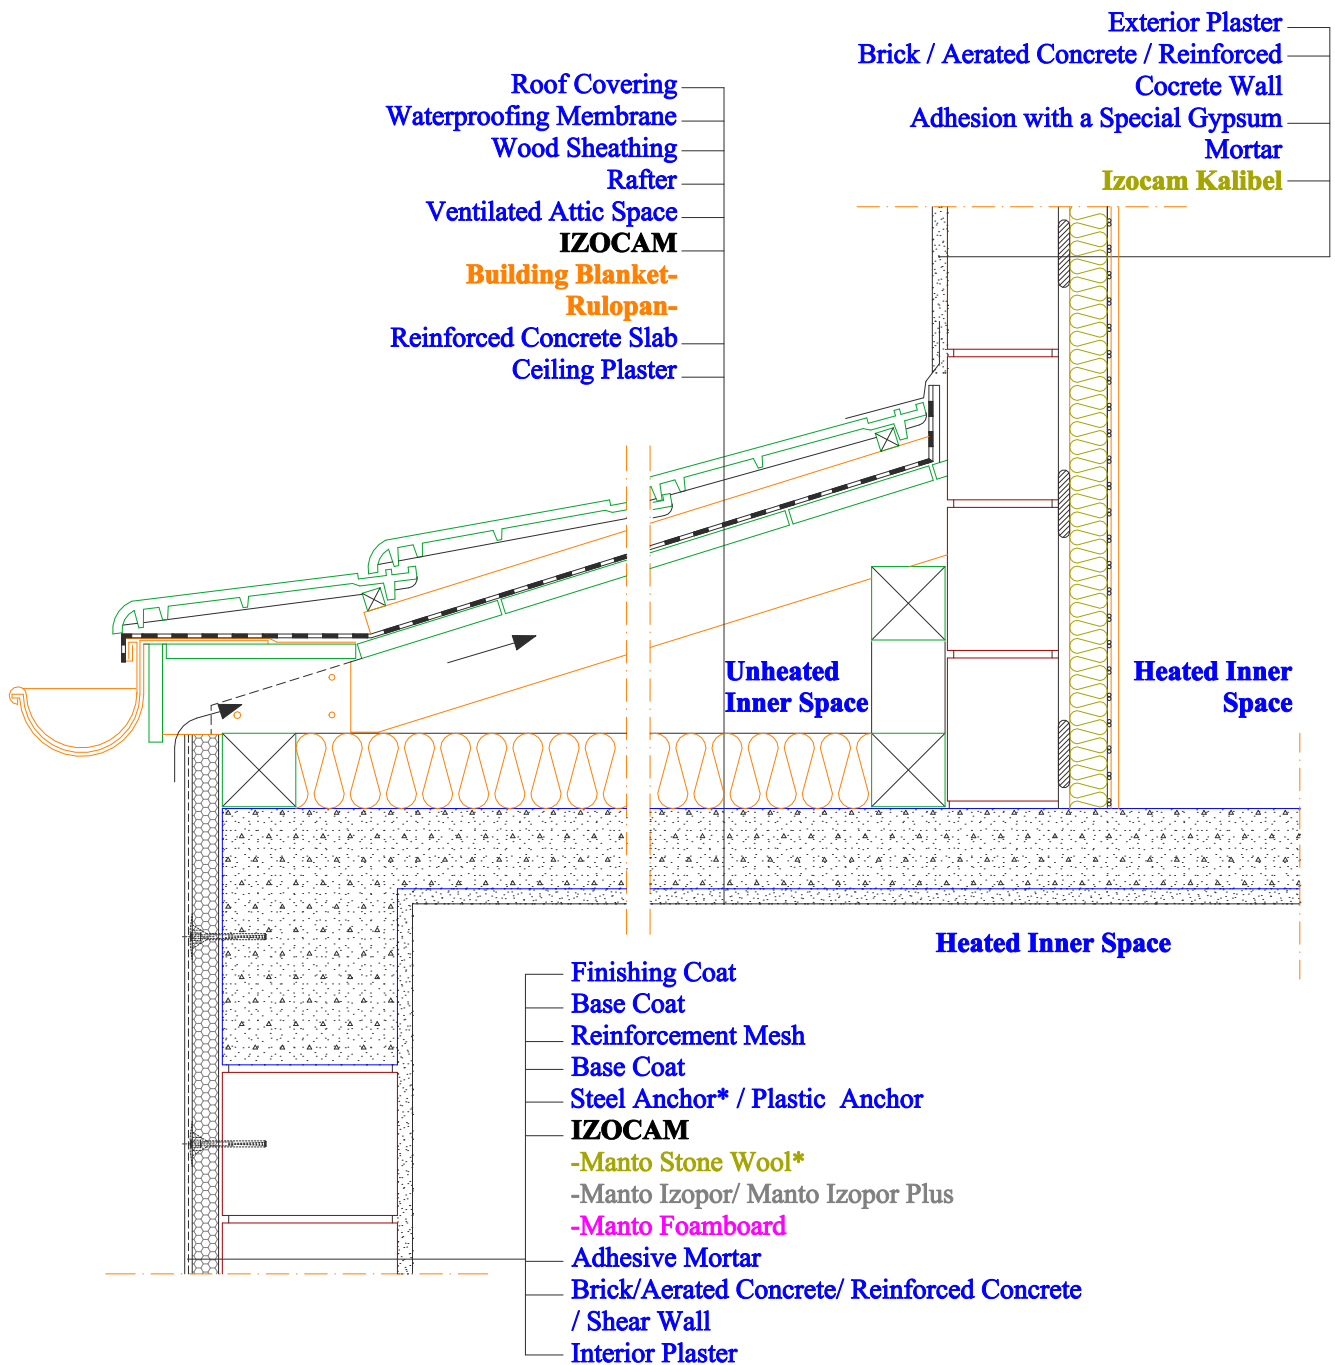 Exterior Plaster
Brick / Aerated Concrete / Reinforced
Cocrete Wall
Adhesion with a Special Gypsum
Mortar
Izocam Kalibel
Roof Covering
Waterproofing Membrane
Wood Sheathing
Rafter
Ventilated Attic Space
IZOCAM
Building Blanket-
Rulopan-
Reinforced Concrete Slab
Ceiling Plaster
Unheated
Inner Space
Heated Inner
Space
Heated Inner Space
Finishing Coat
Base Coat
Reinforcement Mesh
Base Coat
Steel Anchor* / Plastic Anchor
IZOCAM
-Manto Stone Wool*
-Manto Izopor/ Manto Izopor Plus
-Manto Foamboard
Adhesive Mortar
Brick/Aerated Concrete/ Reinforced Concrete
/ Shear Wall
Interior Plaster